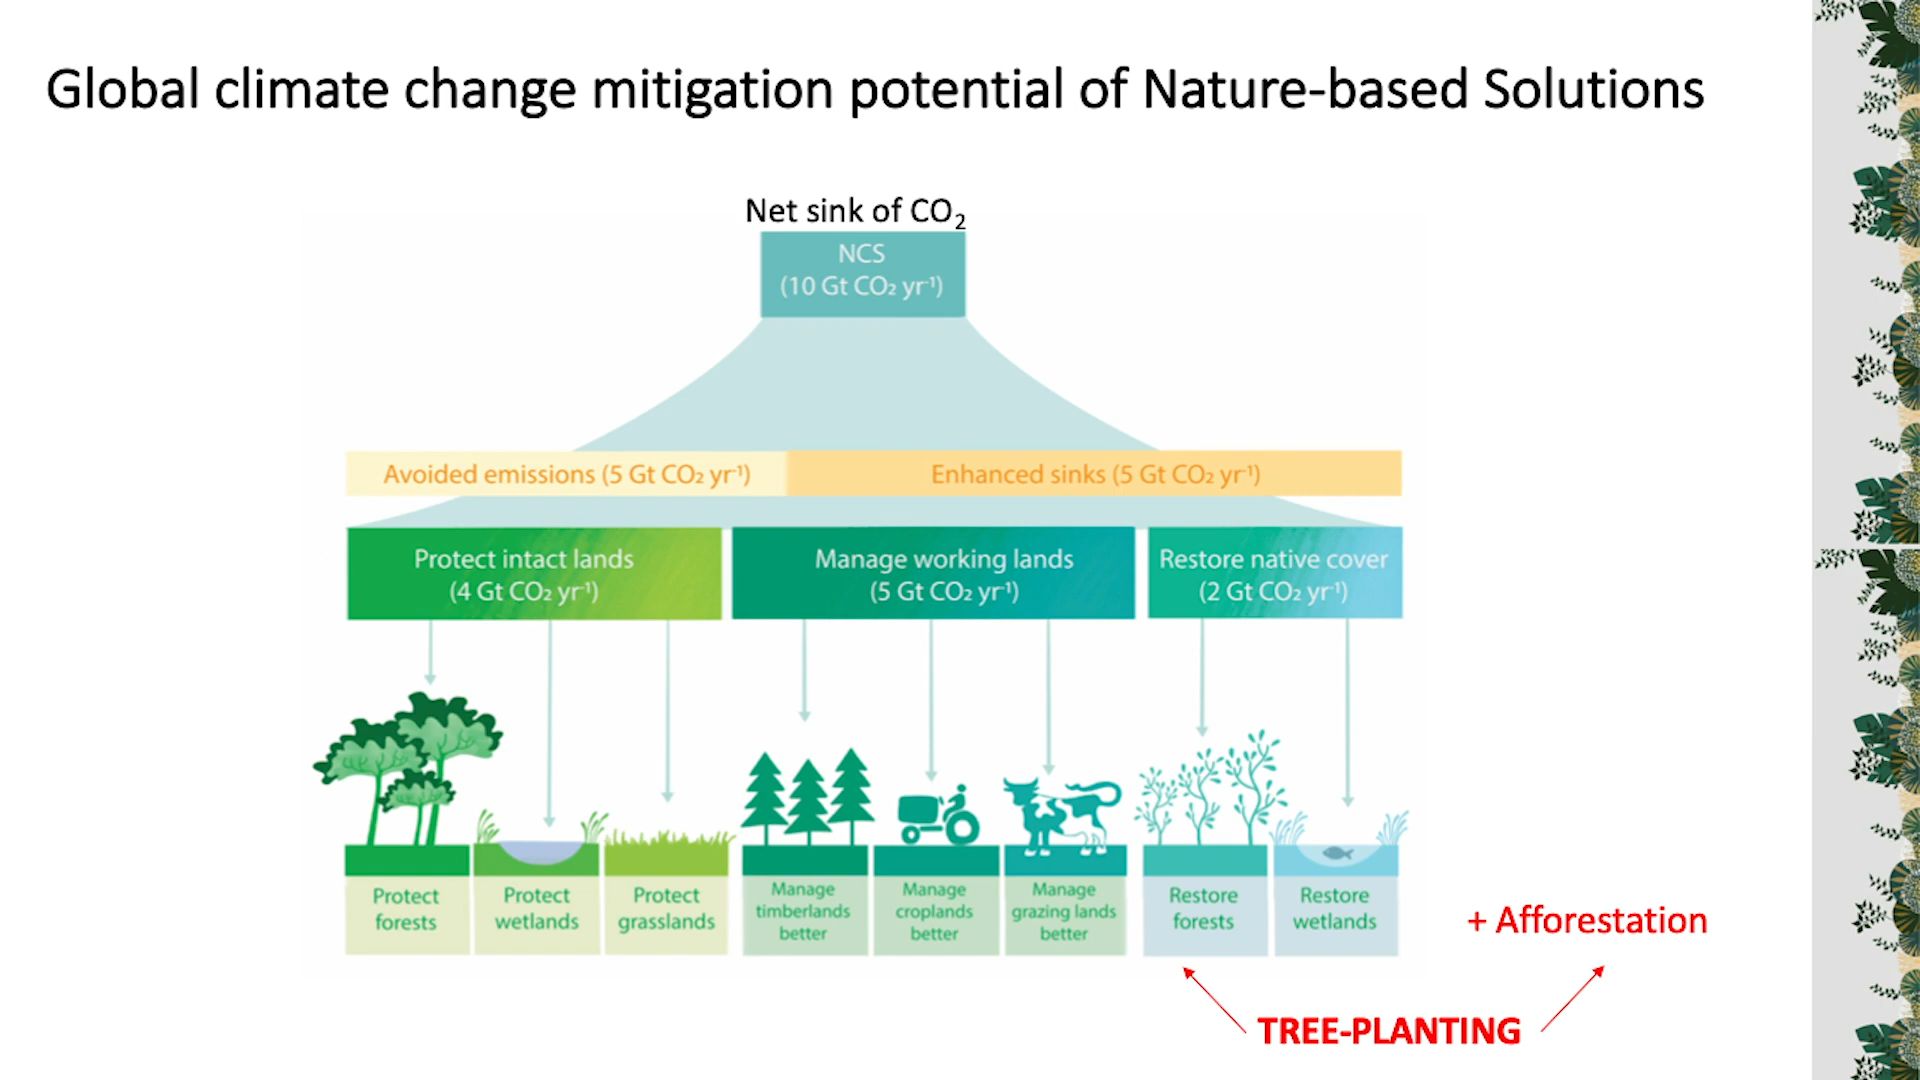 Global climate change mitigation potential of Nature-based Solutions
Net sink of CO₂
NCS
(10 Gt CO₂ yr⁻¹)
Avoided emissions (5 Gt CO₂ yr⁻¹)
Enhanced sinks (5 Gt CO₂ yr⁻¹)
Protect intact lands
(4 Gt CO₂ yr⁻¹)
Manage working lands
(5 Gt CO₂ yr⁻¹)
Restore native cover
(2 Gt CO₂ yr⁻¹)
Protect
forests
Protect
wetlands
Protect
grasslands
Manage
timberlands
better
Manage
croplands
better
Manage
grazing lands
better
Restore
forests
Restore
wetlands
+ Afforestation
TREE-PLANTING